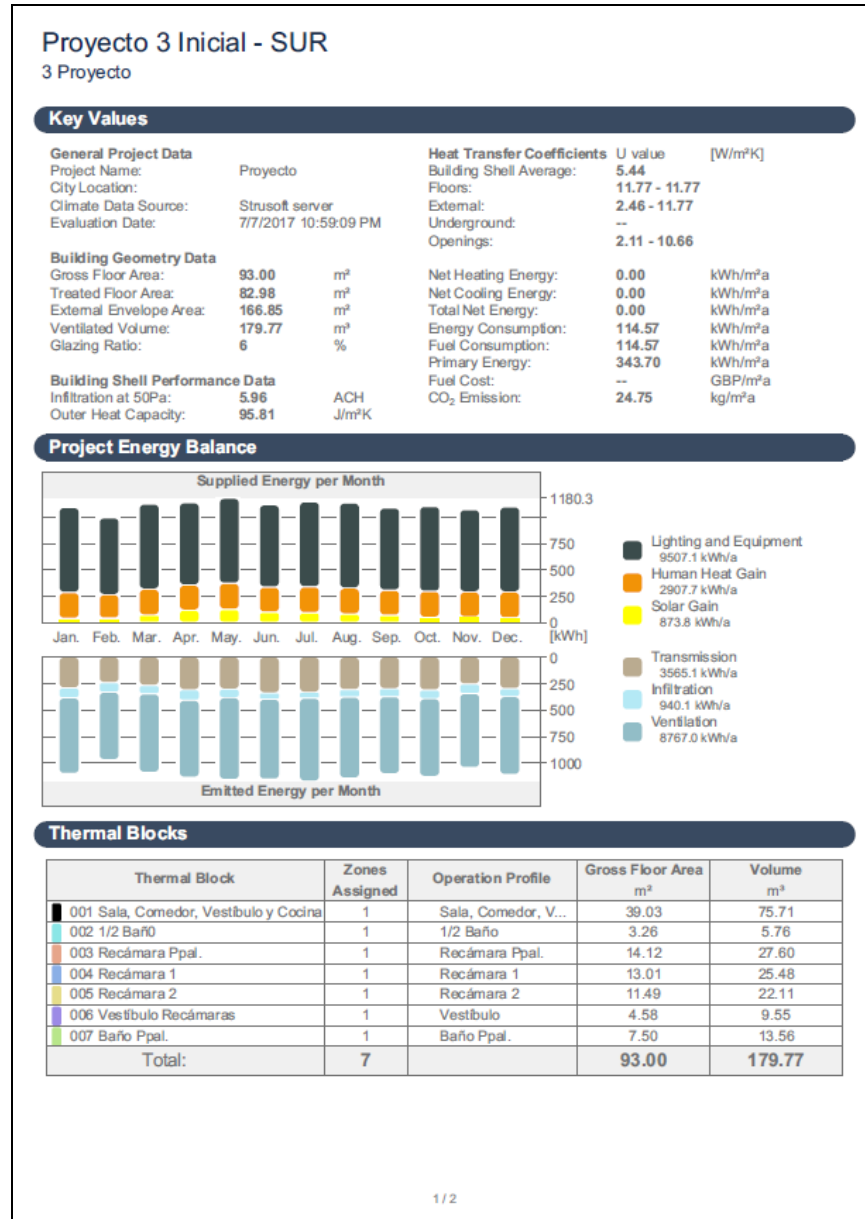 Proyecto 3 Inicial - SUR
3 Proyecto
Key Values
General Project Data
Project Name: Proyecto
City Location:
Climate Data Source: Strusoft server
Evaluation Date: 7/7/2017 10:59:09 PM
Building Geometry Data
Gross Floor Area: 93.00 m²
Treated Floor Area: 82.98 m²
External Envelope Area: 166.85 m²
Ventilated Volume: 179.77 m³
Glazing Ratio: 6 %
Building Shell Performance Data
Infiltration at 50Pa: 5.96 ACH
Outer Heat Capacity: 95.81 J/m²K
Heat Transfer Coefficients U value [W/m²K]
Building Shell Average: 5.44
Floors: 11.77 - 11.77
External: 2.46 - 11.77
Underground: --
Openings: 2.11 - 10.66
Net Heating Energy: 0.00 kWh/m²a
Net Cooling Energy: 0.00 kWh/m²a
Total Net Energy: 0.00 kWh/m²a
Energy Consumption: 114.57 kWh/m²a
Fuel Consumption: 114.57 kWh/m²a
Primary Energy: 343.70 kWh/m²a
Fuel Cost: -- GBP/m²a
CO₂ Emission: 24.75 kg/m²a
Project Energy Balance
Supplied Energy per Month
1180.3
750
500
250
0
Jan. Feb. Mar. Apr. May. Jun. Jul. Aug. Sep. Oct. Nov. Dec. [kWh]
0
250
500
750
1000
Emitted Energy per Month
Lighting and Equipment
9507.1 kWh/a
Human Heat Gain
2907.7 kWh/a
Solar Gain
873.8 kWh/a
Transmission
3565.1 kWh/a
Infiltration
940.1 kWh/a
Ventilation
8767.0 kWh/a
Thermal Blocks
Thermal Block Zones Assigned Operation Profile Gross Floor Area m² Volume m³
001 Sala, Comedor, Vestíbulo y Cocina 1 Sala, Comedor, V... 39.03 75.71
002 1/2 Bañ0 1 1/2 Baño 3.26 5.76
003 Recámara Ppal. 1 Recámara Ppal. 14.12 27.60
004 Recámara 1 1 Recámara 1 13.01 25.48
005 Recámara 2 1 Recámara 2 11.49 22.11
006 Vestíbulo Recámaras 1 Vestíbulo 4.58 9.55
007 Baño Ppal. 1 Baño Ppal. 7.50 13.56
Total: 7 93.00 179.77
1 / 2